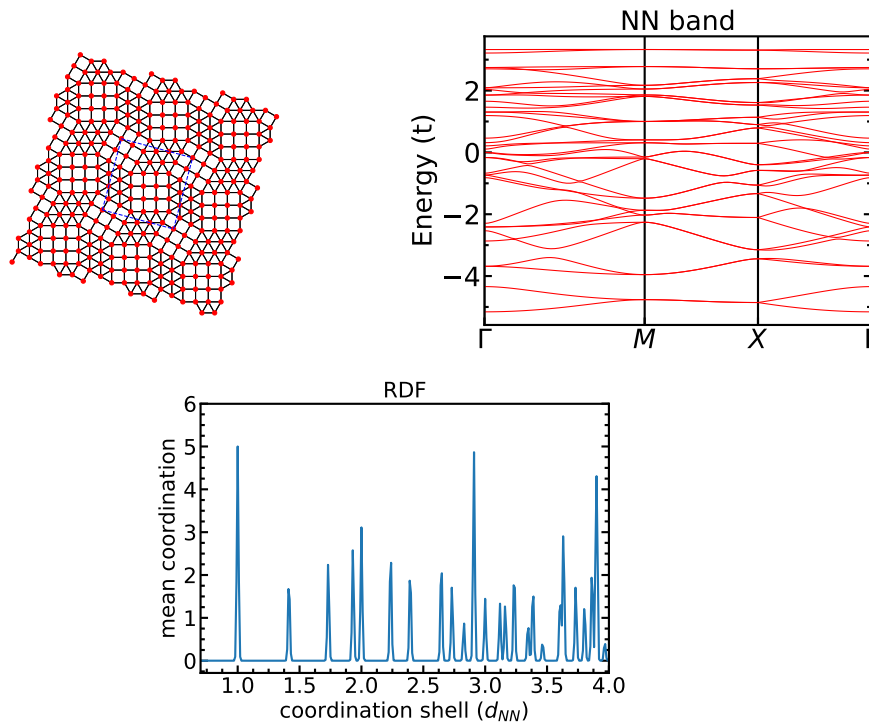 NN band
Energy (t)
2
0
−2
−4
Γ
M
X
RDF
mean coordination
6
5
4
3
2
1
0
1.0 1.5 2.0 2.5 3.0 3.5 4.0
coordination shell (d_NN)